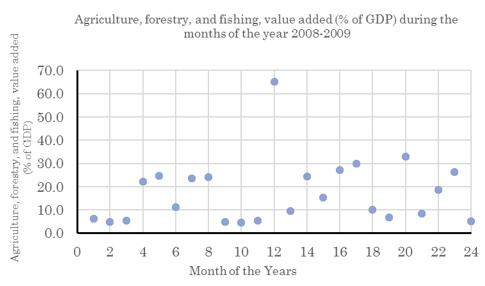 Agriculture, forestry, and fishing, value added (% of GDP) during the
months of the year 2008-2009
Agriculture, forestry, and fishing, value added
(% of GDP)
70.0
60.0
50.0
40.0
30.0
20.0
10.0
0.0
0 2 4 6 8 10 12 14 16 18 20 22 24
Month of the Years